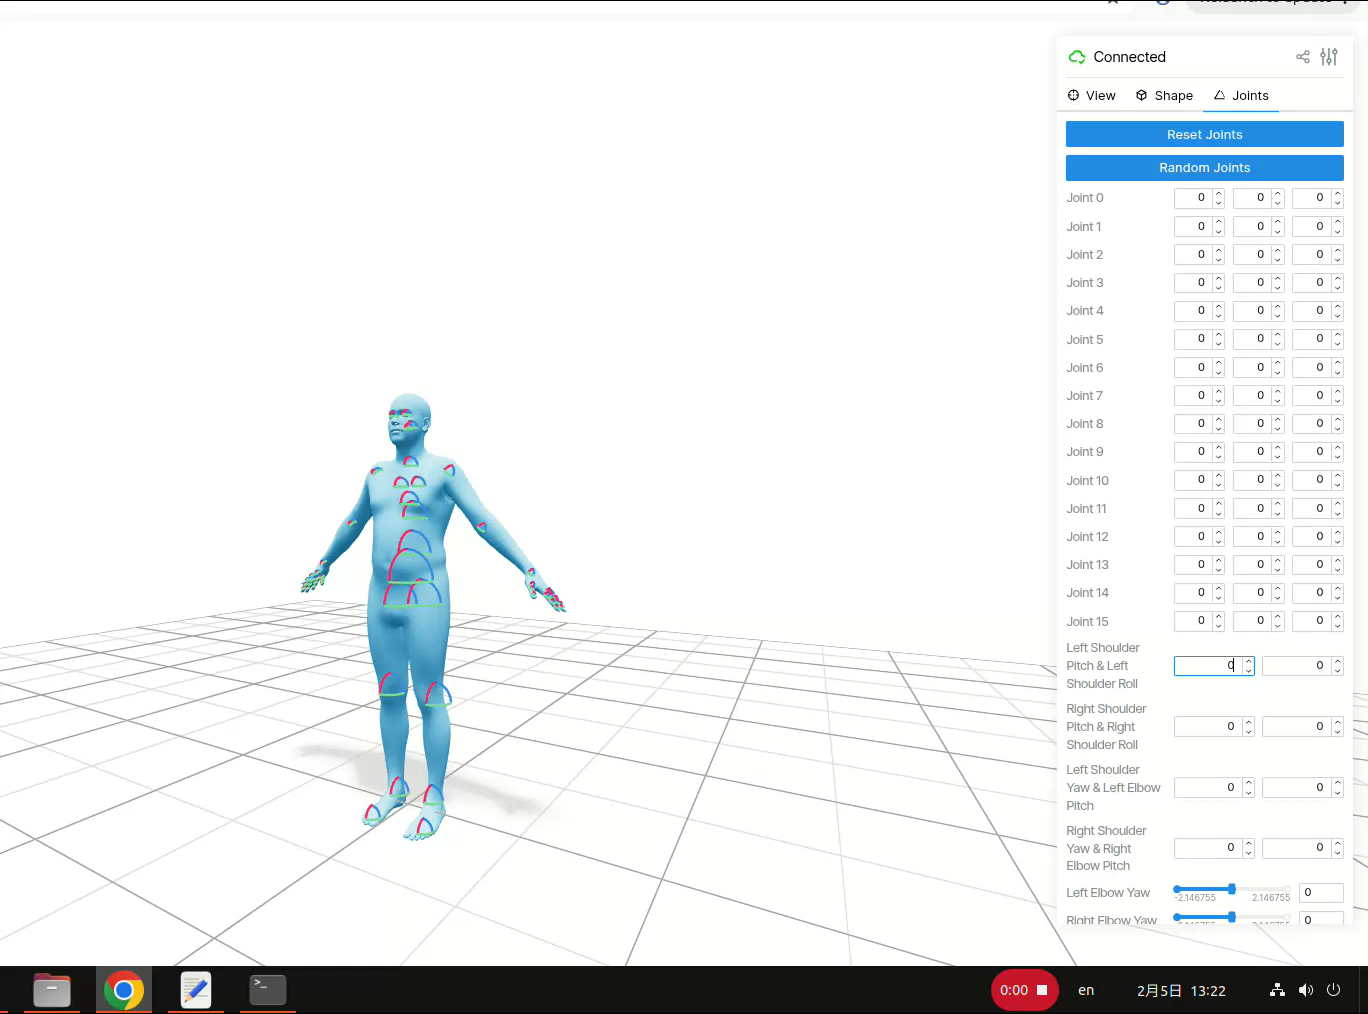 Connected
View Shape Joints
Reset Joints
Random Joints
Joint 0 0 0 0
Joint 1 0 0 0
Joint 2 0 0 0
Joint 3 0 0 0
Joint 4 0 0 0
Joint 5 0 0 0
Joint 6 0 0 0
Joint 7 0 0 0
Joint 8 0 0 0
Joint 9 0 0 0
Joint 10 0 0 0
Joint 11 0 0 0
Joint 12 0 0 0
Joint 13 0 0 0
Joint 14 0 0 0
Joint 15 0 0 0
Left Shoulder
Pitch & Left 0 0
Shoulder Roll
Right Shoulder
Pitch & Right 0 0
Shoulder Roll
Left Shoulder
Yaw & Left Elbow 0 0
Pitch
Right Shoulder
Yaw & Right 0 0
Elbow Pitch
Left Elbow Yaw 0
-2.146755 2.146755
Right Elbow Yaw 0
0:00 en 2月5日 13:22